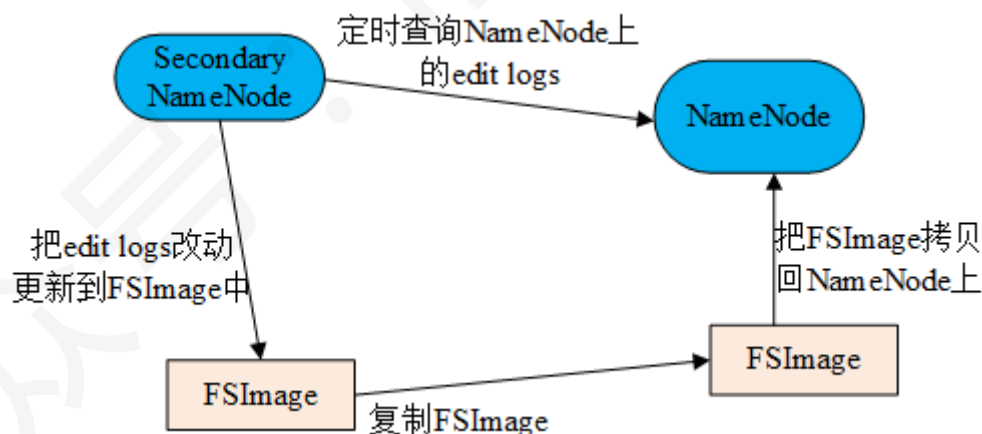 定时查询NameNode上
的edit logs
Secondary
NameNode
NameNode
把edit logs改动
更新到FSImage中
把FSImage拷贝
回NameNode上
FSImage
FSImage
复制FSImage
众号：